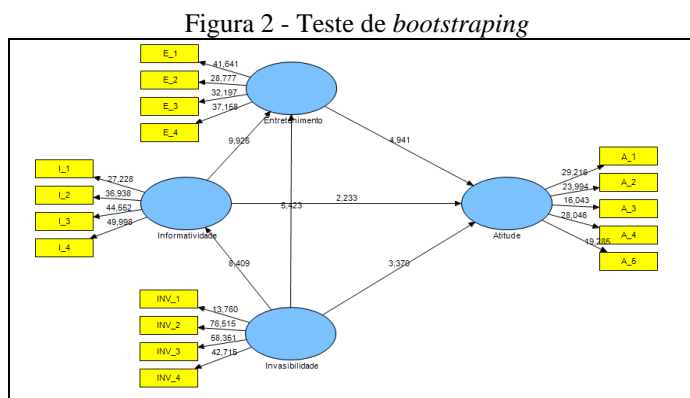 Figura 2 - Teste de bootstraping
E_1
41,641
E_2
28,777
E_3
32,197
E_4
37,158
Entretenimento
9,926
4,941
I_1
27,228
I_2
36,938
I_3
44,552
I_4
49,998
Informatividade
5,423
2,233
Atitude
29,216
A_1
23,994
A_2
16,043
A_3
28,046
A_4
19,285
A_5
8,409
3,370
INV_1
13,760
INV_2
76,515
INV_3
58,351
INV_4
42,715
Invasibilidade